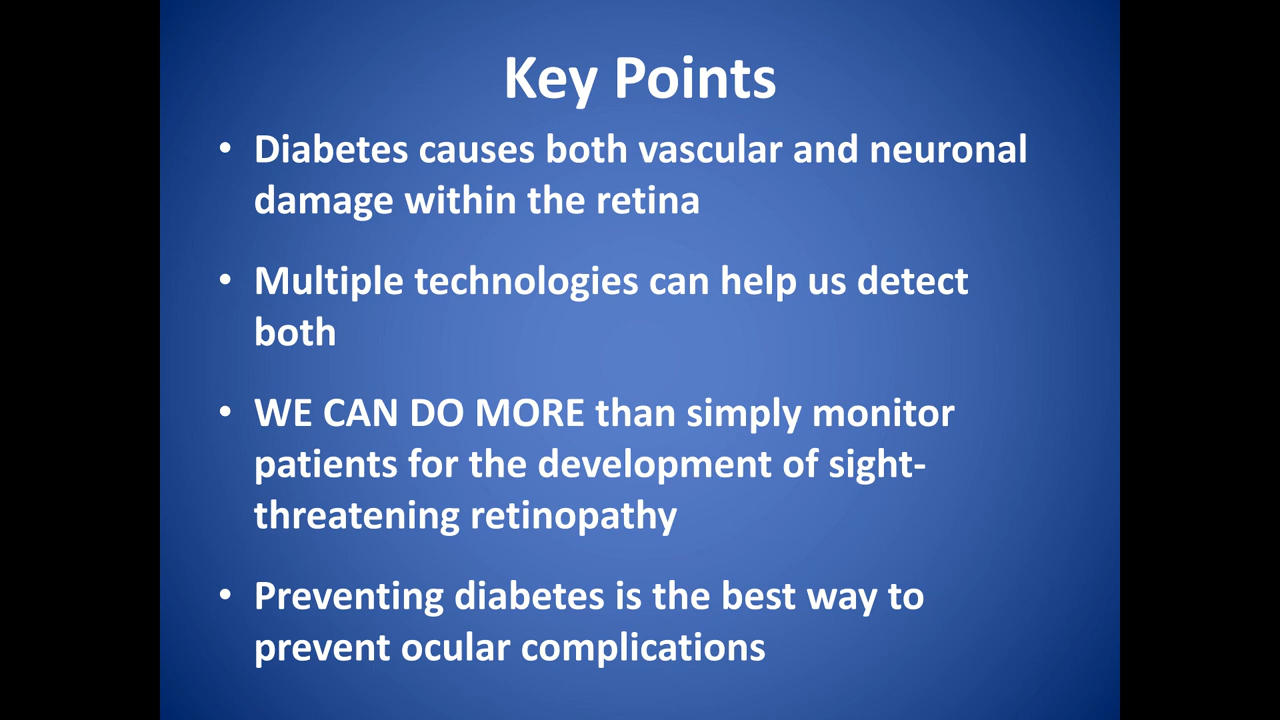 Key Points
• Diabetes causes both vascular and neuronal
damage within the retina
• Multiple technologies can help us detect
both
• WE CAN DO MORE than simply monitor
patients for the development of sight-
threatening retinopathy
• Preventing diabetes is the best way to
prevent ocular complications